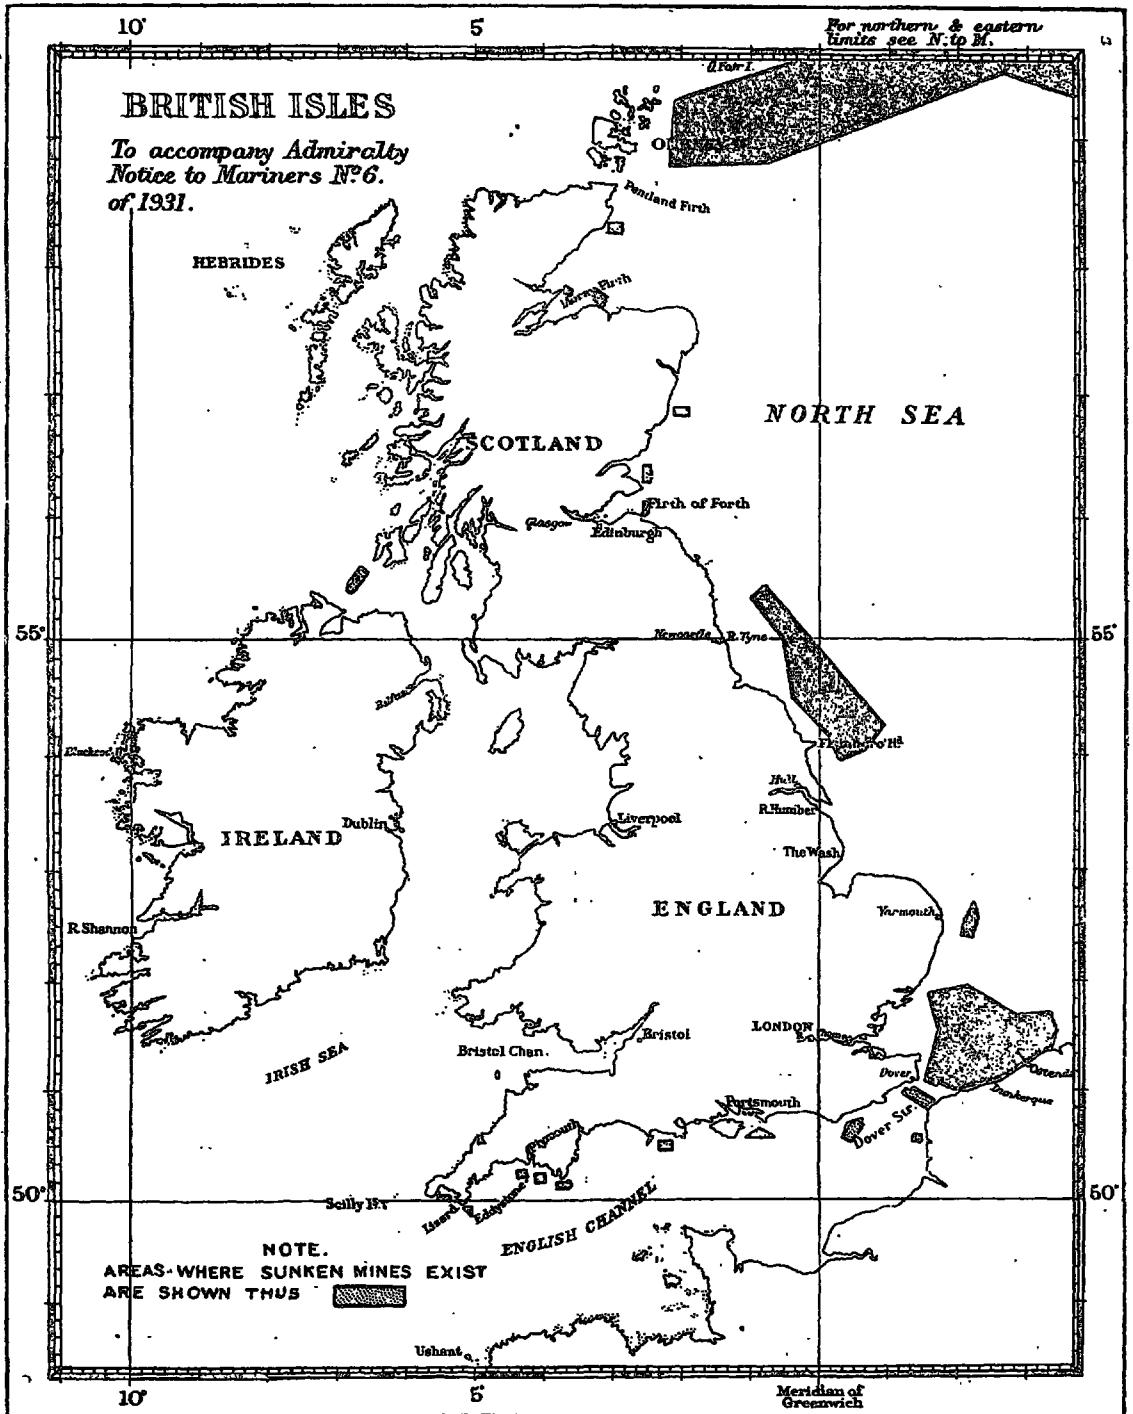 10°
5°
For northern & eastern
limits see N. to M.
Fair I.
BRITISH ISLES
To accompany Admiralty
Notice to Mariners Nº 6.
of 1931.
Pentland Firth
HEBRIDES
Firth
NORTH SEA
SCOTLAND
Firth of Forth
Glasgow
Edinburgh
55°
Newcastle
R. Tyne
55°
Belfast
Hd.
Hull
R. Humber
Liverpool
Dublin
IRELAND
The Wash
ENGLAND
Yarmouth
R. Shannon
LONDON
Bristol
IRISH SEA
Bristol Chan.
Dover
Ostend
Dunkerque
Portsmouth
Dover Str.
Plymouth
50°
Scilly Is.
Lizard
Eddystone
50°
ENGLISH CHANNEL
NOTE.
AREAS WHERE SUNKEN MINES EXIST
ARE SHOWN THUS
Ushant
10°
5°
Meridian of
Greenwich